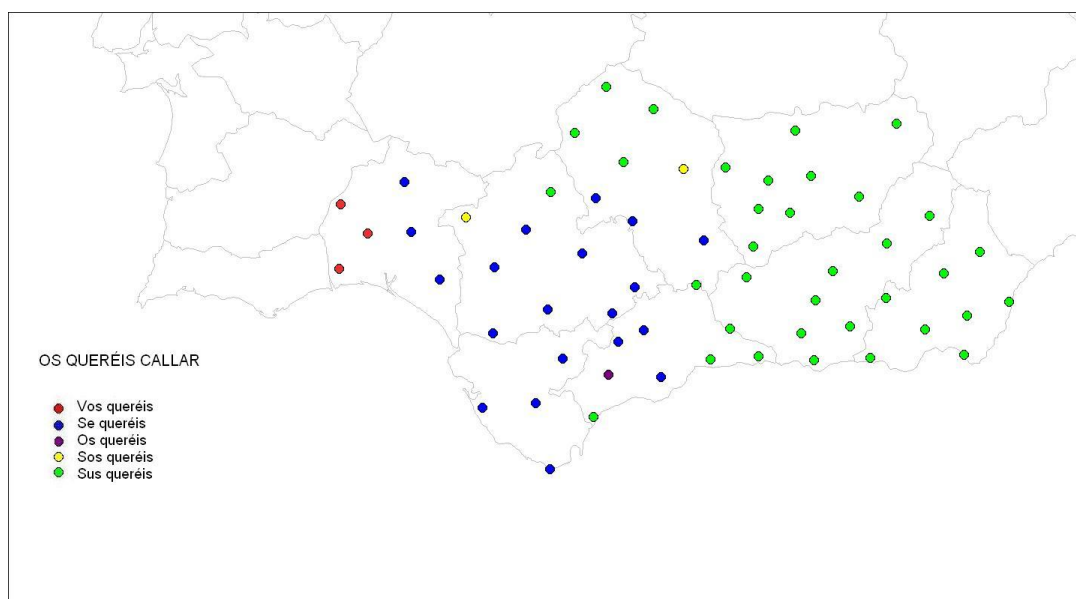 OS QUERÉIS CALLAR
Vos queréis
Se queréis
Os queréis
Sos queréis
Sus queréis